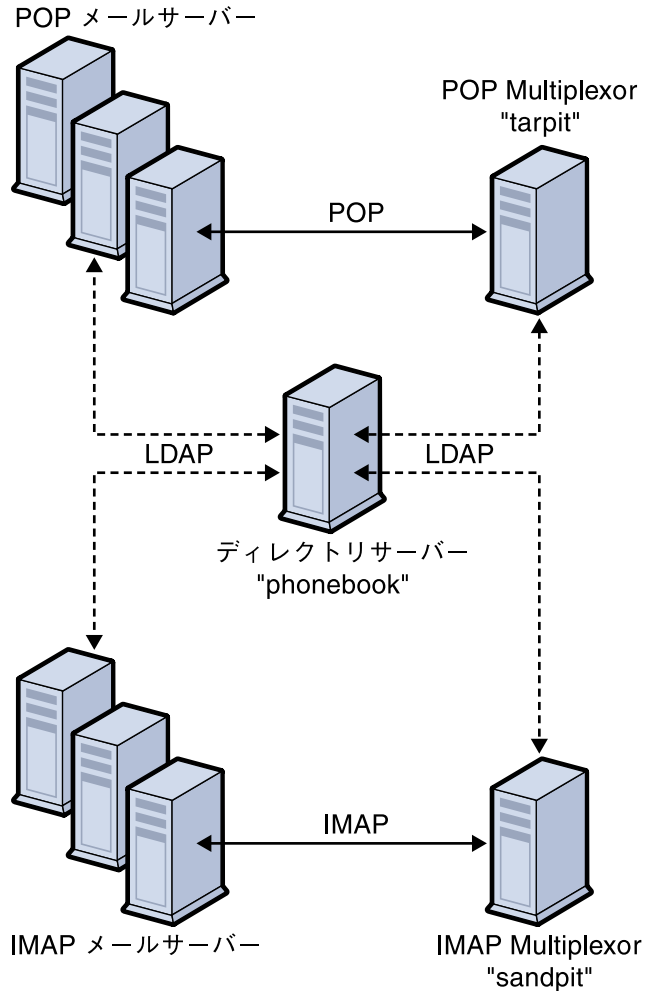 POP メールサーバー
POP Multiplexor
"tarpit"
POP
LDAP
LDAP
ディレクトリサーバー
"phonebook"
IMAP
IMAP メールサーバー
IMAP Multiplexor
"sandpit"